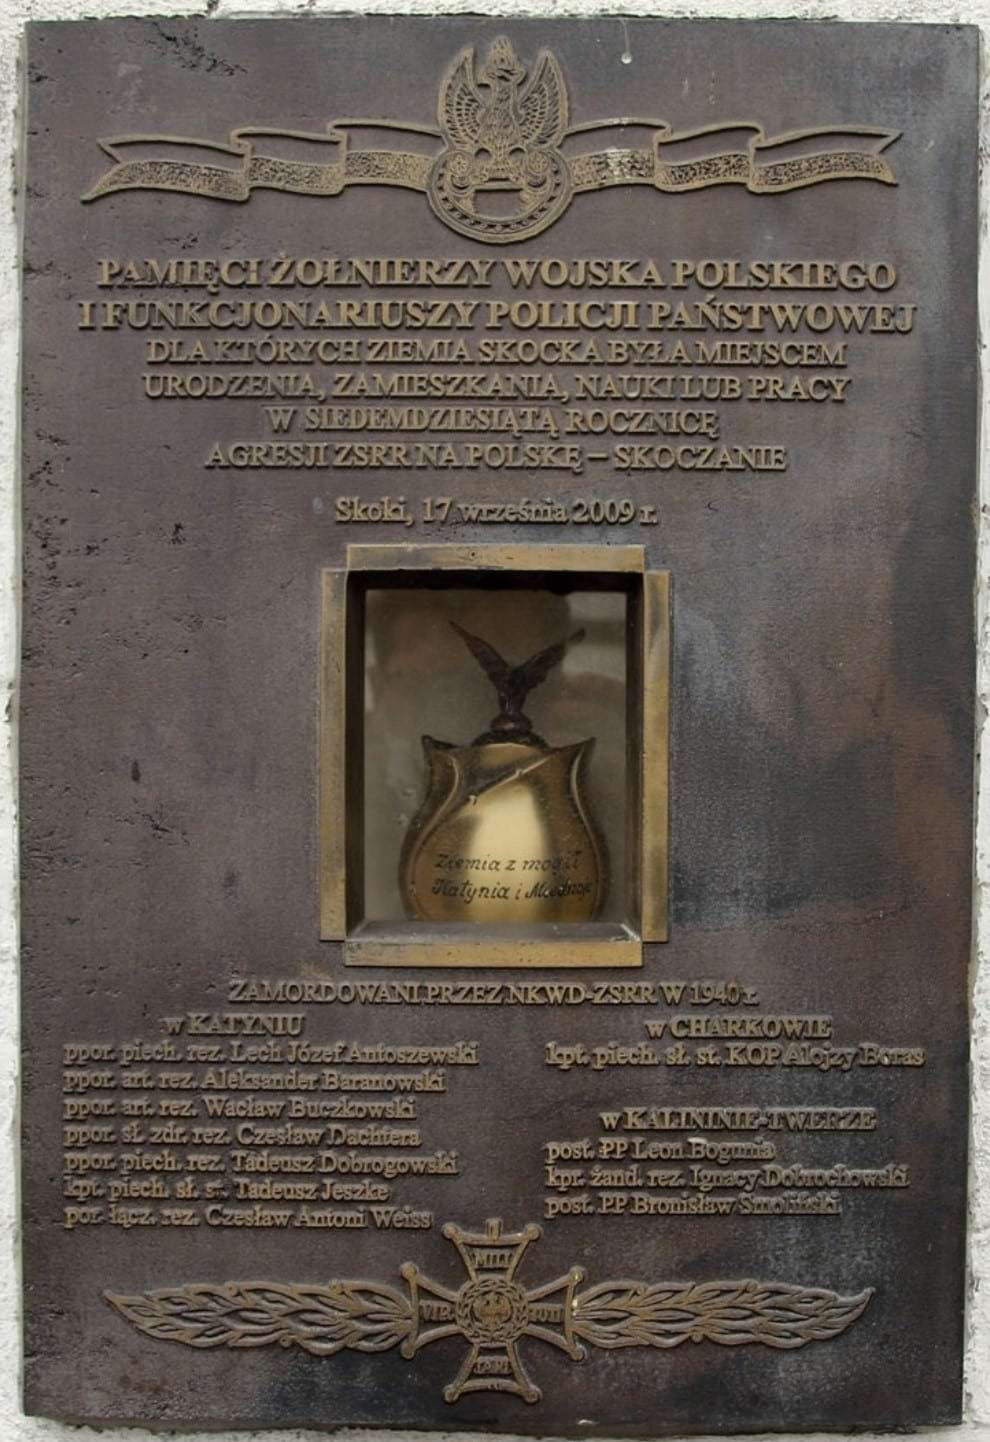 PAMIĘCI ŻOŁNIERZY WOJSKA POLSKIEGO
I FUNKCJONARIUSZY POLICJI PAŃSTWOWEJ
DLA KTÓRYCH ZIEMIA SKOCKA BYŁA MIEJSCEM
URODZENIA, ZAMIESZKANIA, NAUKI LUB PRACY
W SIEDEMDZIESIĄTĄ ROCZNICĘ
AGRESJI ZSRR NA POLSKĘ – SKOCZANIE
Skoki, 17 września 2009 r.
Ziemia z mogił
Katynia i Miednoje
ZAMORDOWANI PRZEZ NKWD-ZSRR W 1940 r.
w KATYNIU
ppor. piech. rez. Lech Józef Antoszewski
ppor. art. rez. Aleksander Baranowski
ppor. art. rez. Wacław Buczkowski
ppor. sł. zdr. rez. Czesław Dachtera
ppor. piech. rez. Tadeusz Dobrogowski
kpt. piech. sł. st. Tadeusz Jeszke
por. łącz. rez. Czesław Antoni Weiss
w CHARKOWIE
kpt. piech. sł. st. KOP Alojzy Boras
w KALININIE-TWERZE
post. PP Leon Bogumia
kpr. żand. rez. Ignacy Dobrochowski
post. PP Bronisław Smoliński
MILI
VIR TUTI
TARI